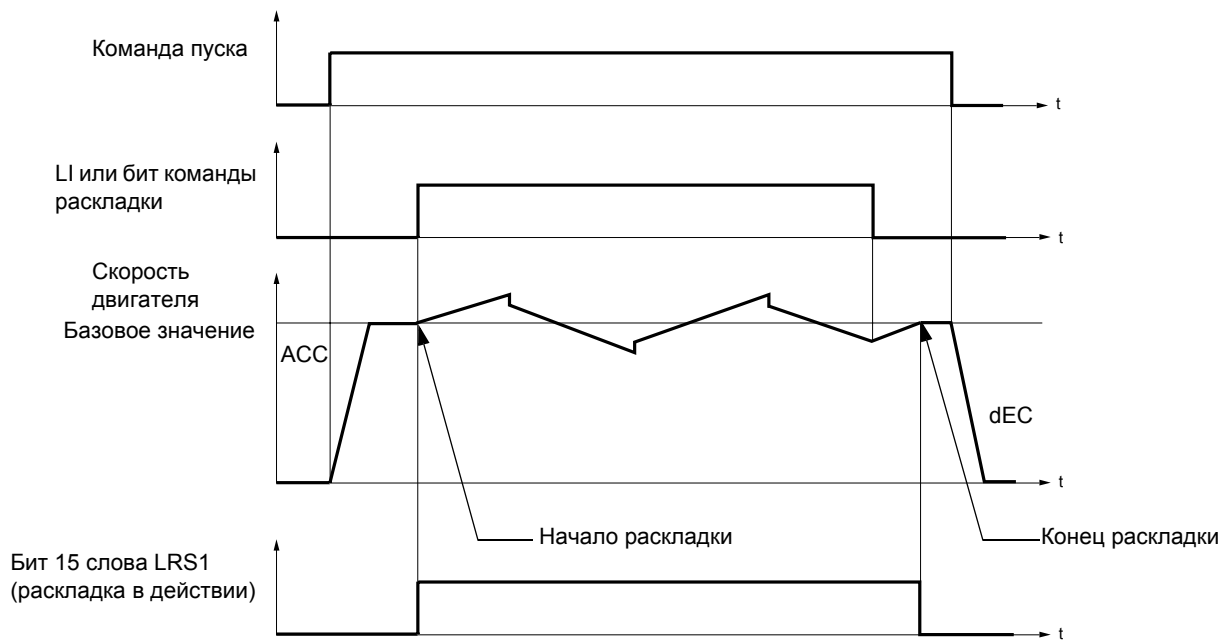 Команда пуска
t
LI или бит команды
раскладки
t
Скорость
двигателя
Базовое значение
ACC
dEC
t
Начало раскладки
Конец раскладки
Бит 15 слова LRS1
(раскладка в действии)
t